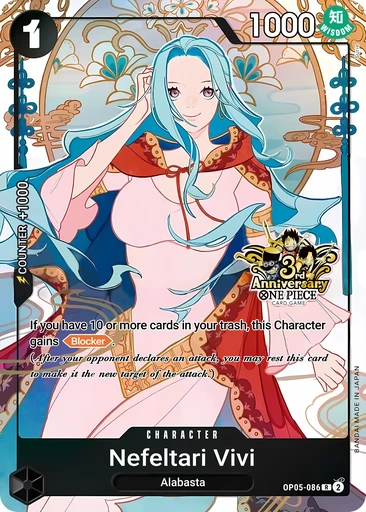 1
1000
知
WISDOM
COUNTER +1000
3rd
Anniversary
ONE PIECE
CARD GAME
If you have 10 or more cards in your trash, this Character
gains Blocker.
(After your opponent declares an attack, you may rest this card
to make it the new target of the attack.)
BANDAI MADE IN JAPAN
CHARACTER
Nefeltari Vivi
Alabasta
OP05-086 R 2